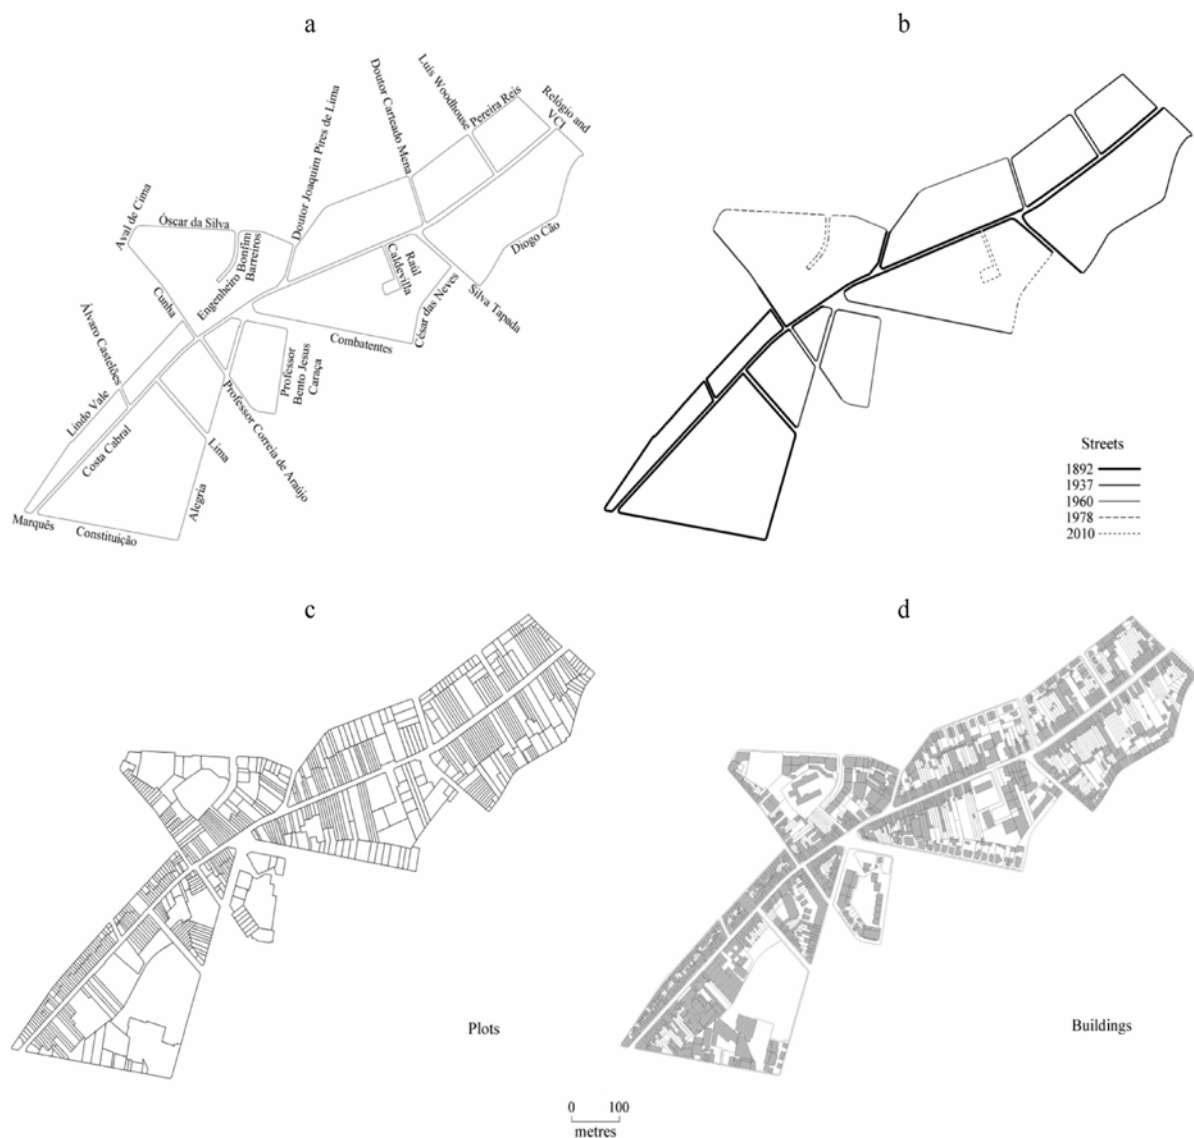 a
Luís Woodhouse
Doutor Carteado Mena
Doutor Joaquim Pires de Lima
Pereira Reis
Relógio and
VCI
Aval de Cima
Óscar da Silva
Engenheiro Bonfim
Barreiros
Raúl
Caldevilla
Diogo Cão
Silva Tapada
César das Neves
Cunha
Combatentes
Álvaro Castelões
Professor
Bento Jesus
Caraça
Lindo Vale
Costa Cabral
Lima
Professor Correia de Araújo
Alegria
Marquês
Constituição
b
Streets
1892
1937
1960
1978
2010
c
Plots
d
Buildings
0 100
metres